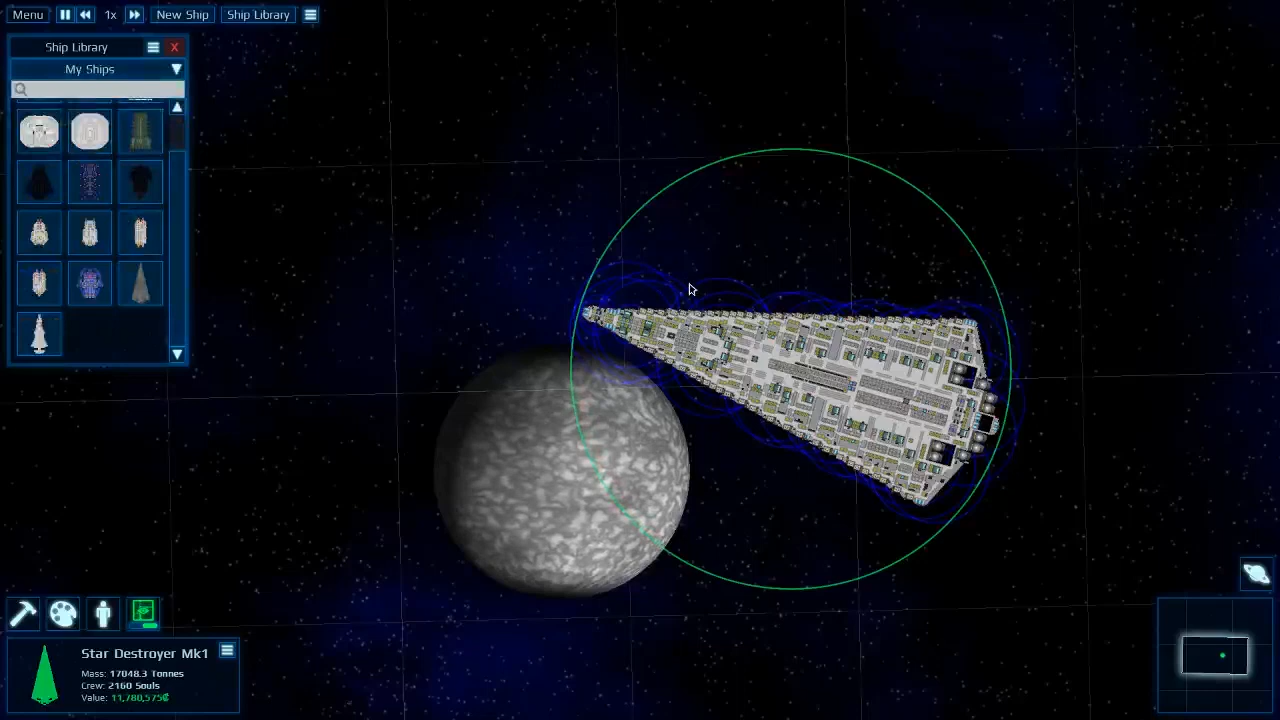 Menu 1x New Ship Ship Library
Ship Library X
My Ships
Star Destroyer Mk1
Mass: 17048.3 Tonnes
Crew: 2160 Souls
Value: 11,780,575₡